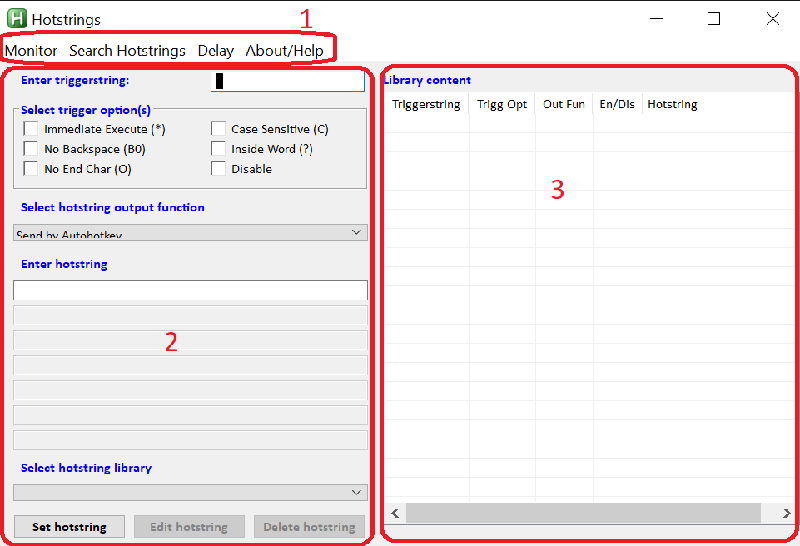 Hotstrings
1
Monitor Search Hotstrings Delay About/Help
Enter triggerstring:
Select trigger option(s)
Immediate Execute (*) Case Sensitive (C)
No Backspace (B0) Inside Word (?)
No End Char (O) Disable
Select hotstring output function
Send by Autohotkey
Enter hotstring
2
Select hotstring library
Set hotstring Edit hotstring Delete hotstring
Library content
Triggerstring Trigg Opt Out Fun En/Dis Hotstring
3